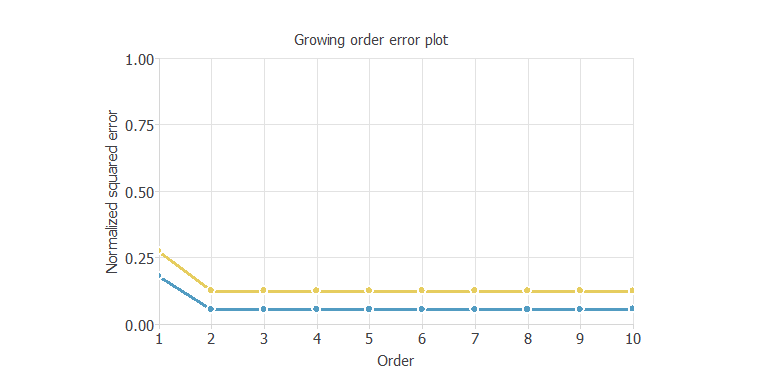 Growing order error plot
1.00
0.75
0.50
0.25
0.00
Normalized squared error
1 2 3 4 5 6 7 8 9 10
Order